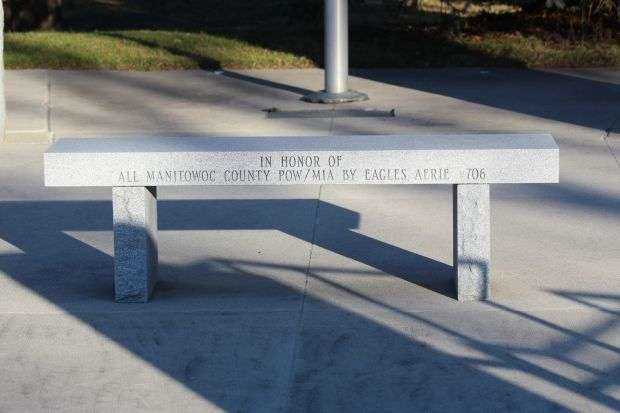 IN HONOR OF
ALL MANITOWOC COUNTY POW/MIA BY EAGLES AERIE #706